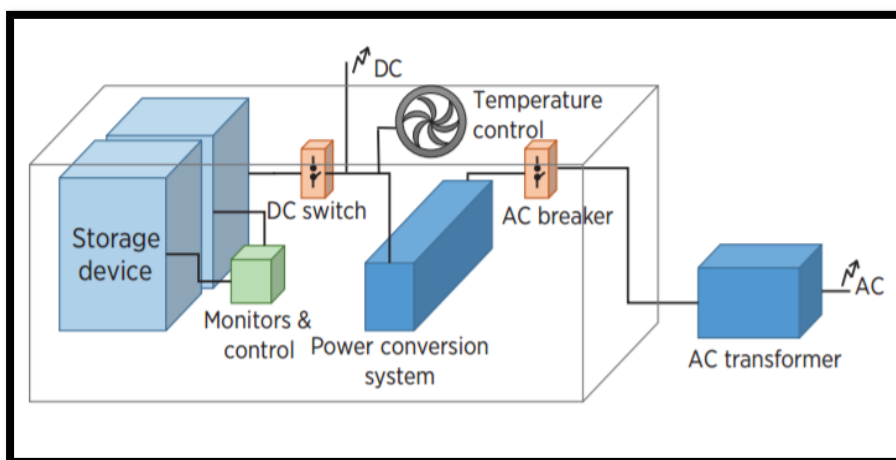 DC
Temperature
control
DC switch
AC breaker
Storage
device
Monitors &
control
Power conversion
system
AC
AC transformer